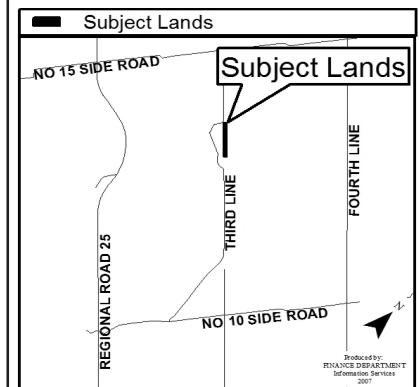 Subject Lands
NO 15 SIDE ROAD
Subject Lands
REGIONAL ROAD 25
THIRD LINE
FOURTH LINE
NO 10 SIDE ROAD
N
Produced by:
FINANCE DEPARTMENT
Information Services
2007